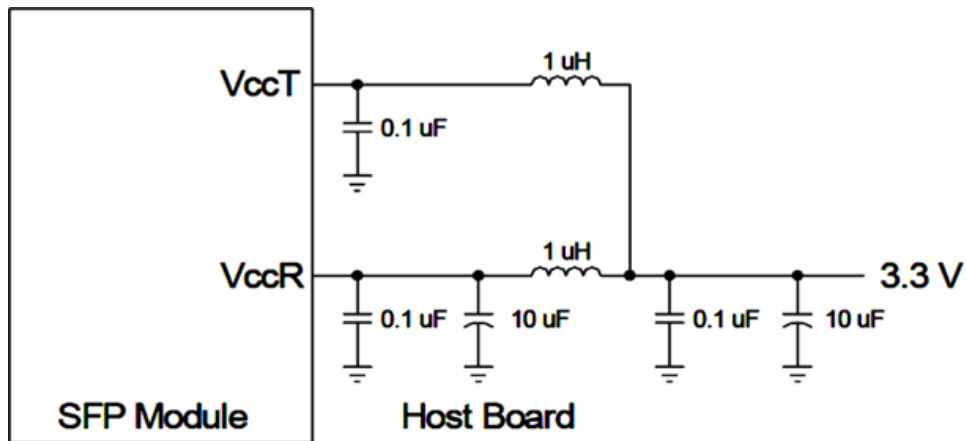 1 uH
VccT
0.1 uF
1 uH
VccR
3.3 V
0.1 uF
10 uF
0.1 uF
10 uF
SFP Module
Host Board